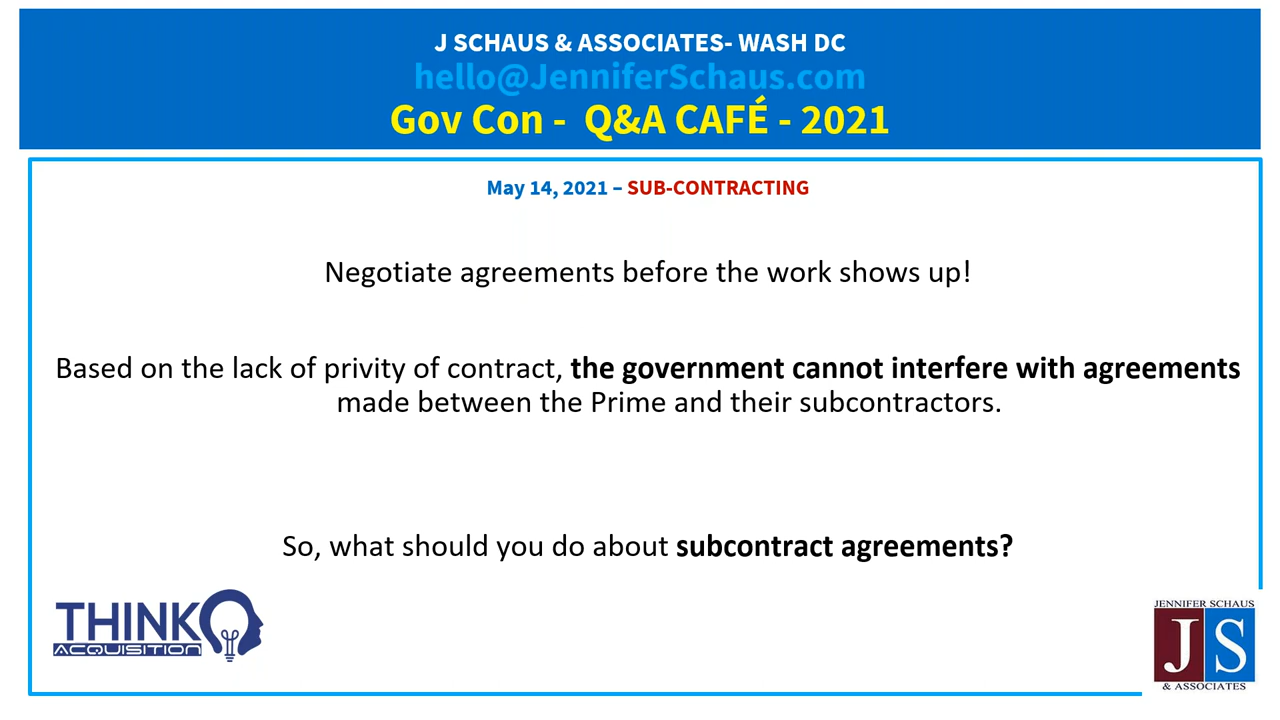 J SCHAUS & ASSOCIATES- WASH DC
hello@JenniferSchaus.com
Gov Con - Q&A CAFÉ - 2021
May 14, 2021 – SUB-CONTRACTING
Negotiate agreements before the work shows up!
Based on the lack of privity of contract, the government cannot interfere with agreements
made between the Prime and their subcontractors.
So, what should you do about subcontract agreements?
THINK
ACQUISITION
JENNIFER SCHAUS
J S
& ASSOCIATES